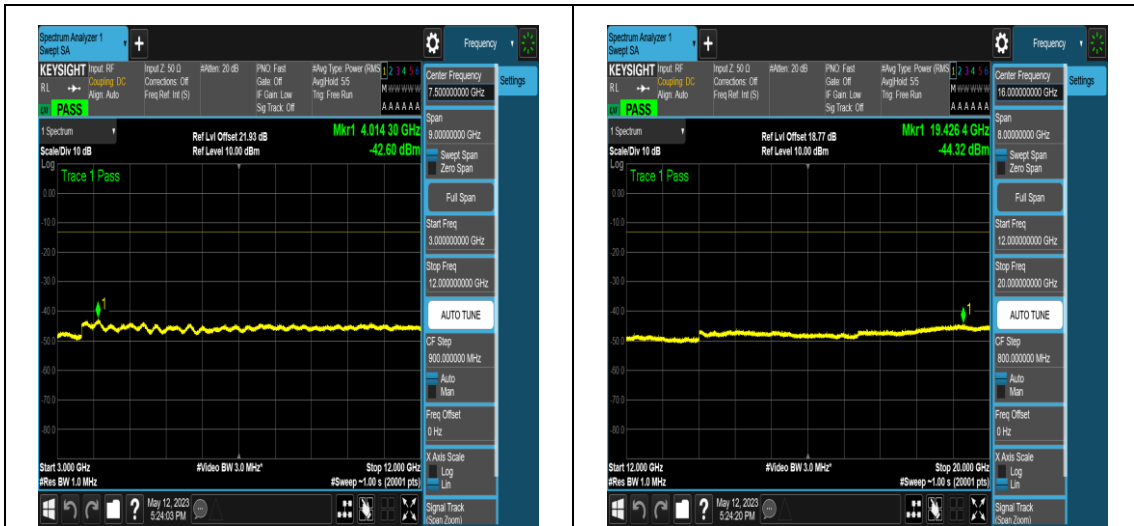 Spectrum Analyzer 1
Swept SA
Frequency
KEYSIGHT
RL
Input: RF
Coupling: DC
Align: Auto
Input Z: 50 Ω
Corrections: Off
Freq Ref: Int (S)
#Atten: 20 dB
PNO: Fast
Gate: Off
IF Gain: Low
Sig Track: Off
#Avg Type: Power (RMS
Avg|Hold: 5/5
Trig: Free Run
1 2 3 4 5 6
M W W W W W
A A A A A A
PASS
1 Spectrum
Scale/Div 10 dB
Log
Ref Lvl Offset 21.93 dB
Ref Level 10.00 dBm
Mkr1 4.014 30 GHz
-42.60 dBm
Trace 1 Pass
0.00
-10.0
-20.0
-30.0
-40.0
-50.0
-60.0
-70.0
-80.0
1
Start 3.000 GHz
#Res BW 1.0 MHz
#Video BW 3.0 MHz*
Stop 12.000 GHz
#Sweep ~1.00 s (20001 pts)
Center Frequency
7.500000000 GHz
Settings
Span
9.00000000 GHz
Swept Span
Zero Span
Full Span
Start Freq
3.000000000 GHz
Stop Freq
12.000000000 GHz
AUTO TUNE
CF Step
900.000000 MHz
Auto
Man
Freq Offset
0 Hz
X Axis Scale
Log
Lin
Signal Track
(Span Zoom)
?
May 12, 2023
5:24:03 PM
Spectrum Analyzer 1
Swept SA
Frequency
KEYSIGHT
RL
Input: RF
Coupling: DC
Align: Auto
Input Z: 50 Ω
Corrections: Off
Freq Ref: Int (S)
#Atten: 20 dB
PNO: Fast
Gate: Off
IF Gain: Low
Sig Track: Off
#Avg Type: Power (RMS
Avg|Hold: 5/5
Trig: Free Run
1 2 3 4 5 6
M W W W W W
A A A A A A
PASS
1 Spectrum
Scale/Div 10 dB
Log
Ref Lvl Offset 18.77 dB
Ref Level 10.00 dBm
Mkr1 19.426 4 GHz
-44.32 dBm
Trace 1 Pass
0.00
-10.0
-20.0
-30.0
-40.0
-50.0
-60.0
-70.0
-80.0
1
Start 12.000 GHz
#Res BW 1.0 MHz
#Video BW 3.0 MHz*
Stop 20.000 GHz
#Sweep ~1.00 s (20001 pts)
Center Frequency
16.000000000 GHz
Settings
Span
8.00000000 GHz
Swept Span
Zero Span
Full Span
Start Freq
12.000000000 GHz
Stop Freq
20.000000000 GHz
AUTO TUNE
CF Step
800.000000 MHz
Auto
Man
Freq Offset
0 Hz
X Axis Scale
Log
Lin
Signal Track
(Span Zoom)
?
May 12, 2023
5:24:20 PM